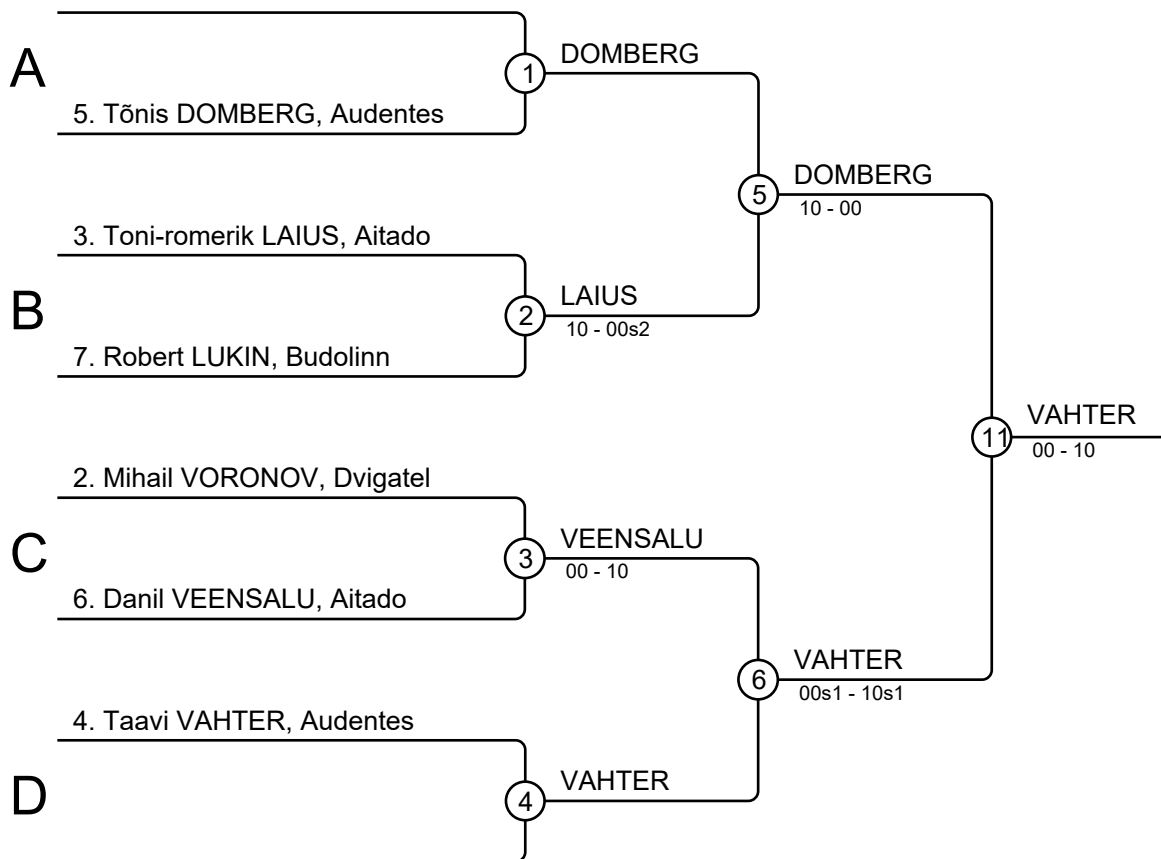 DOMBERG
A
1
5. Tõnis DOMBERG, Audentes
DOMBERG
5
10 - 00
3. Toni-romerik LAIUS, Aitado
LAIUS
B
2
10 - 00s2
7. Robert LUKIN, Budolinn
VAHTER
11
00 - 10
2. Mihail VORONOV, Dvigatel
VEENSALU
C
3
00 - 10
6. Danil VEENSALU, Aitado
VAHTER
6
00s1 - 10s1
4. Taavi VAHTER, Audentes
VAHTER
D
4